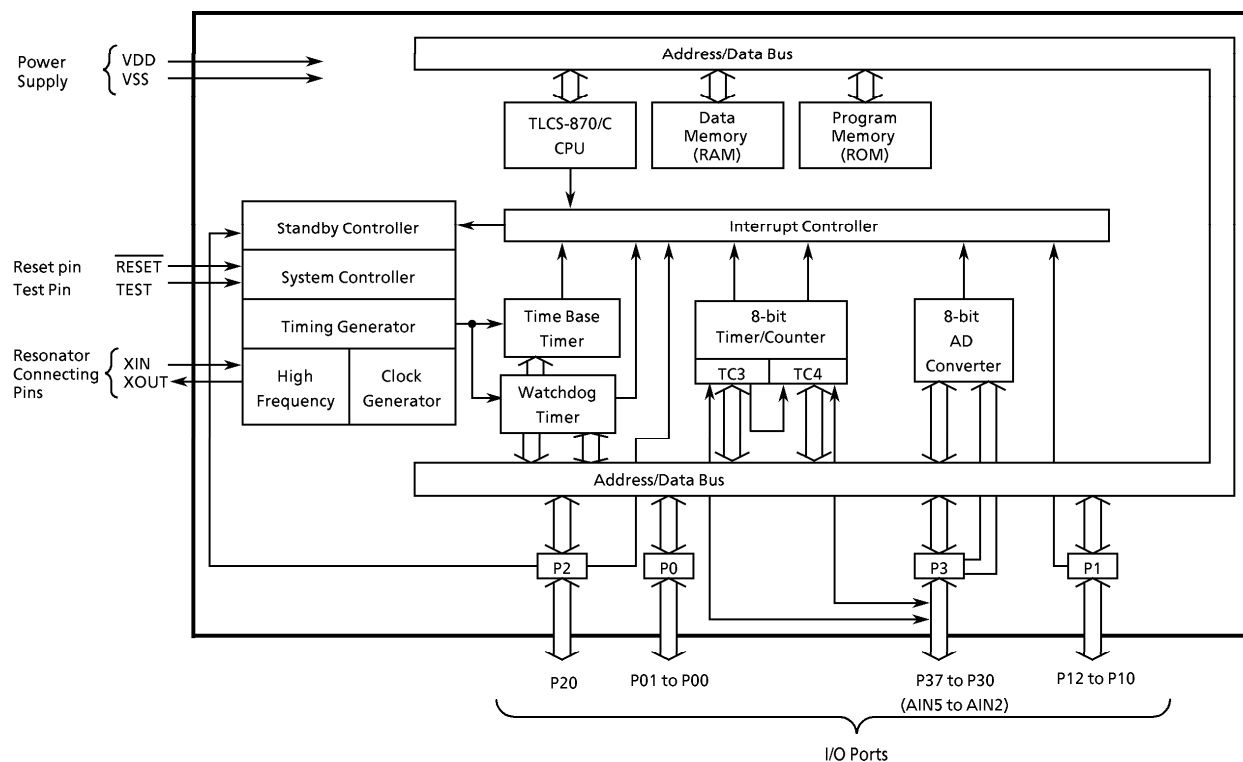 Address/Data Bus
Power
Supply
VDD
VSS
TLCS-870/C
CPU
Data
Memory
(RAM)
Program
Memory
(ROM)
Standby Controller
Interrupt Controller
Reset pin
RESET
Test Pin
TEST
System Controller
Timing Generator
Time Base
Timer
8-bit
Timer/Counter
TC3
TC4
8-bit
AD
Converter
Resonator
Connecting
Pins
XIN
XOUT
High
Frequency
Clock
Generator
Watchdog
Timer
Address/Data Bus
P2
P0
P3
P1
P20
P01 to P00
P37 to P30
(AIN5 to AIN2)
P12 to P10
I/O Ports